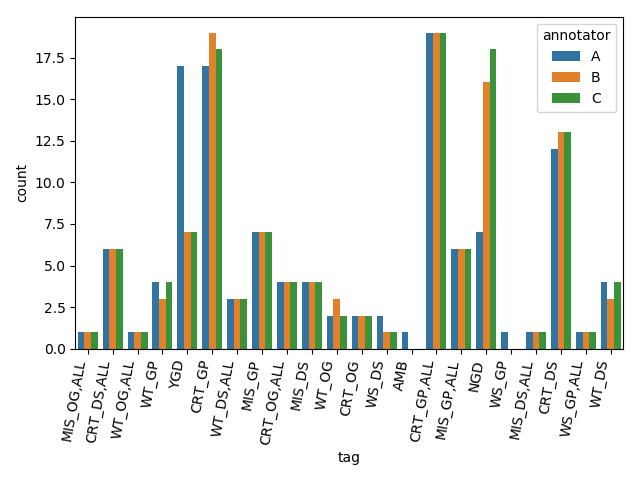 annotator
A
B
C
count
17.5
15.0
12.5
10.0
7.5
5.0
2.5
0.0
MIS_OG,ALL
CRT_DS,ALL
WT_OG,ALL
WT_GP
YGD
CRT_GP
WT_DS,ALL
MIS_GP
CRT_OG,ALL
MIS_DS
WT_OG
CRT_OG
WS_DS
AMB
CRT_GP,ALL
MIS_GP,ALL
NGD
WS_GP
MIS_DS,ALL
CRT_DS
WS_GP,ALL
WT_DS
tag